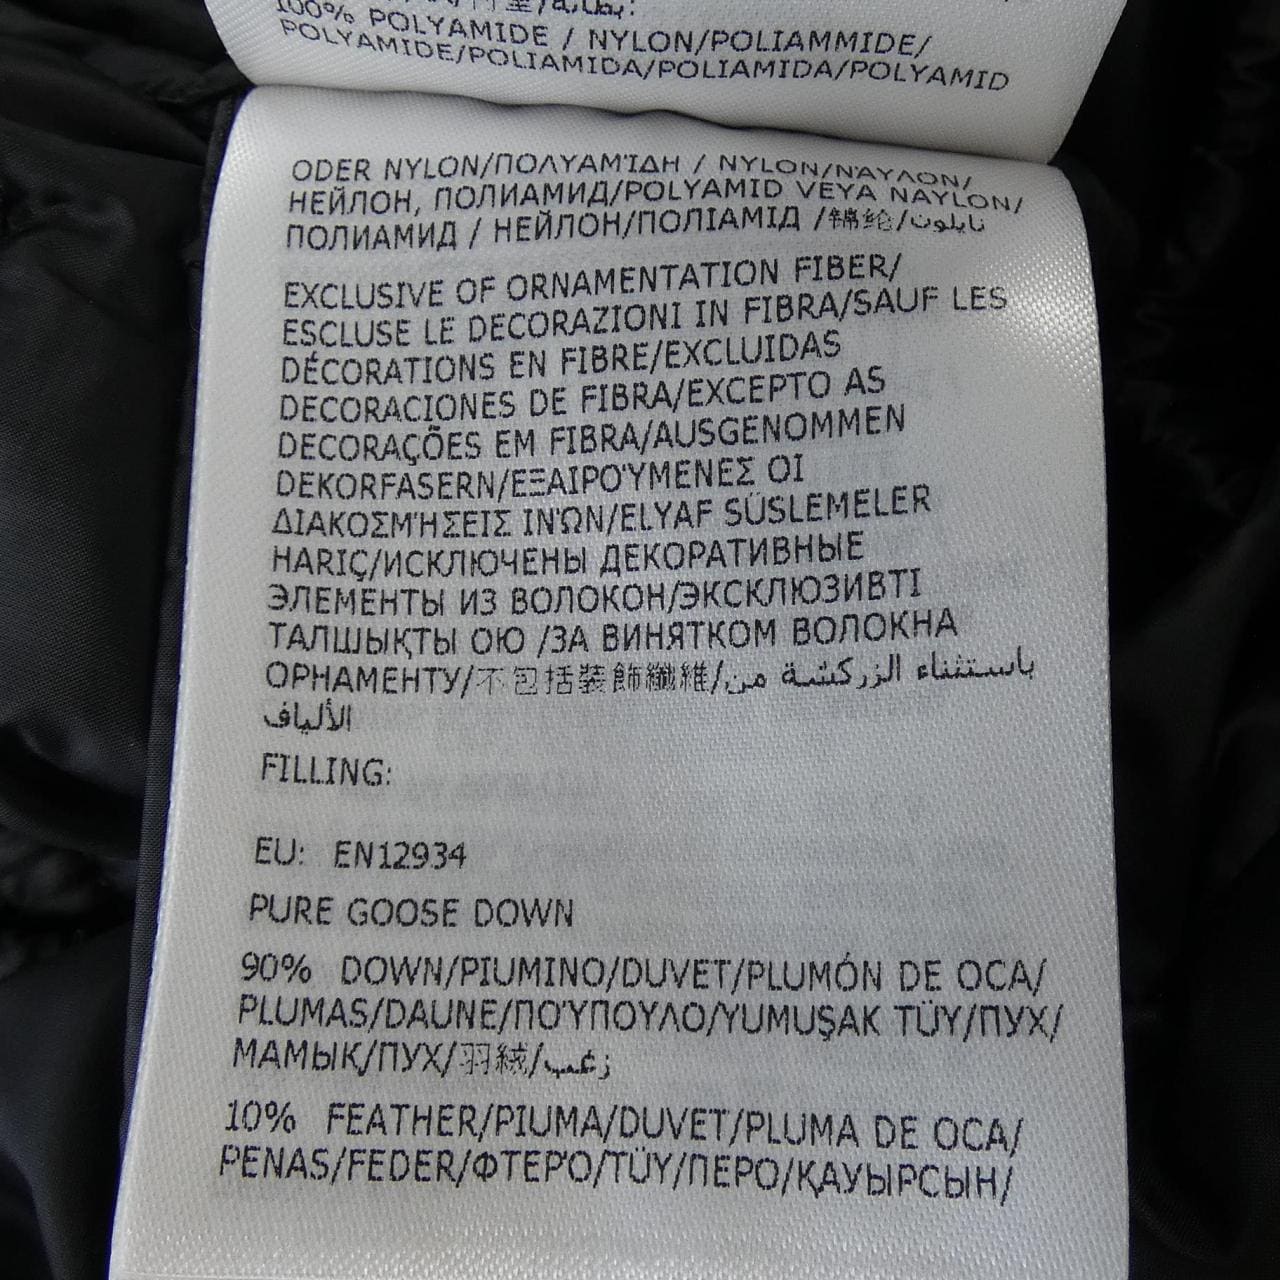 100% POLYAMIDE / NYLON/POLIAMMIDE/
POLYAMIDE/POLIAMIDA/POLIAMIDA/POLYAMID
ODER NYLON/ΠΟΛΥΑΜΊΔΗ / NYLON/ΝΆΥΛΟΝ/
НЕЙЛОН, ПОЛИАМИД/POLYAMID VEYA NAYLON/
ПОЛИАМИД / НЕЙЛОН/ПОЛІАМІД /錦纶/نايلون
EXCLUSIVE OF ORNAMENTATION FIBER/
ESCLUSE LE DECORAZIONI IN FIBRA/SAUF LES
DÉCORATIONS EN FIBRE/EXCLUIDAS
DECORACIONES DE FIBRA/EXCEPTO AS
DECORAÇÕES EM FIBRA/AUSGENOMMEN
DEKORFASERN/ΕΞΑΙΡΟΎΜΕΝΕΣ ΟΙ
ΔΙΑΚΟΣΜΉΣΕΙΣ ΙΝΏΝ/ELYAF SÜSLEMELER
HARIÇ/ИСКЛЮЧЕНЫ ДЕКОРАТИВНЫЕ
ЭЛЕМЕНТЫ ИЗ ВОЛОКОН/ЭКСКЛЮЗИВТІ
ТАЛШЫҚТЫ ОЮ /ЗА ВИНЯТКОМ ВОЛОКНА
ОРНАМЕНТУ/不包括装飾纖維/باستثناء الزركشة من
الألياف
FILLING:
EU: EN12934
PURE GOOSE DOWN
90% DOWN/PIUMINO/DUVET/PLUMÓN DE OCA/
PLUMAS/DAUNE/ΠΟΎΠΟΥΛΟ/YUMUŞAK TÜY/ПУХ/
МАМЫҚ/ПУХ/羽絨/زغب
10% FEATHER/PIUMA/DUVET/PLUMA DE OCA/
PENAS/FEDER/ΦΤΕΡΌ/TÜY/ПЕРО/ҚАУЫРСЫН/